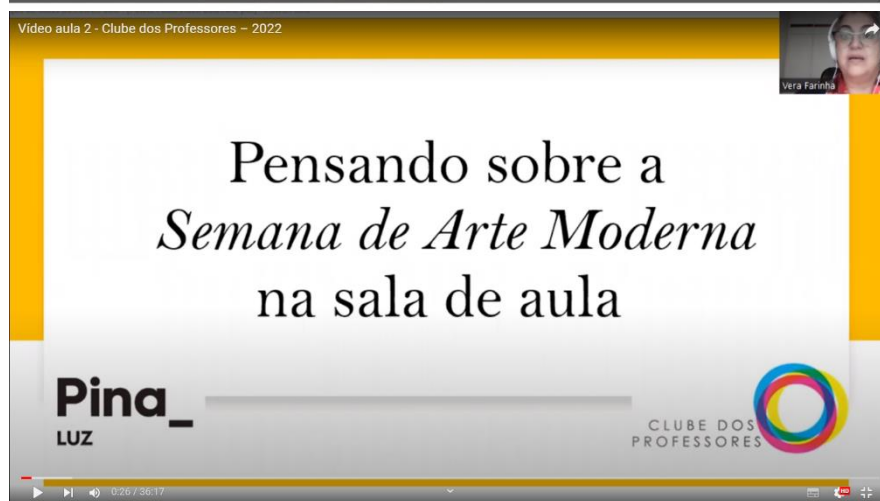 Vídeo aula 2 - Clube dos Professores – 2022
Vera Farinha
Pensando sobre a
Semana de Arte Moderna
na sala de aula
Pina_
LUZ
CLUBE DOS
PROFESSORES
0:26 / 36:17
HD